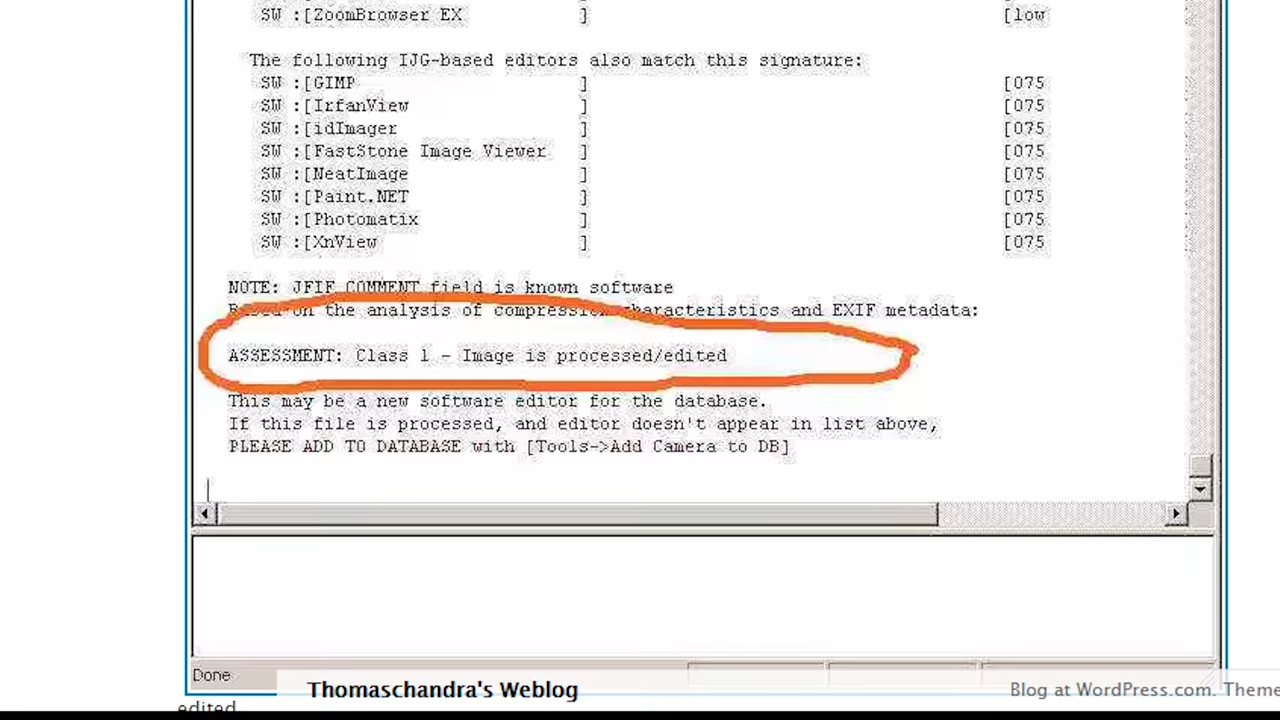 SW :[ZoomBrowser EX ] [low
The following IJG-based editors also match this signature:
SW :[GIMP ] [075
SW :[IrfanView ] [075
SW :[idImager ] [075
SW :[FastStone Image Viewer ] [075
SW :[NeatImage ] [075
SW :[Paint.NET ] [075
SW :[Photomatix ] [075
SW :[XnView ] [075
NOTE: JFIF COMMENT field is known software
Based on the analysis of compression characteristics and EXIF metadata:
ASSESSMENT: Class 1 - Image is processed/edited
This may be a new software editor for the database.
If this file is processed, and editor doesn't appear in list above,
PLEASE ADD TO DATABASE with [Tools->Add Camera to DB]
Done
Thomaschandra's Weblog
Blog at WordPress.com. Theme
edited